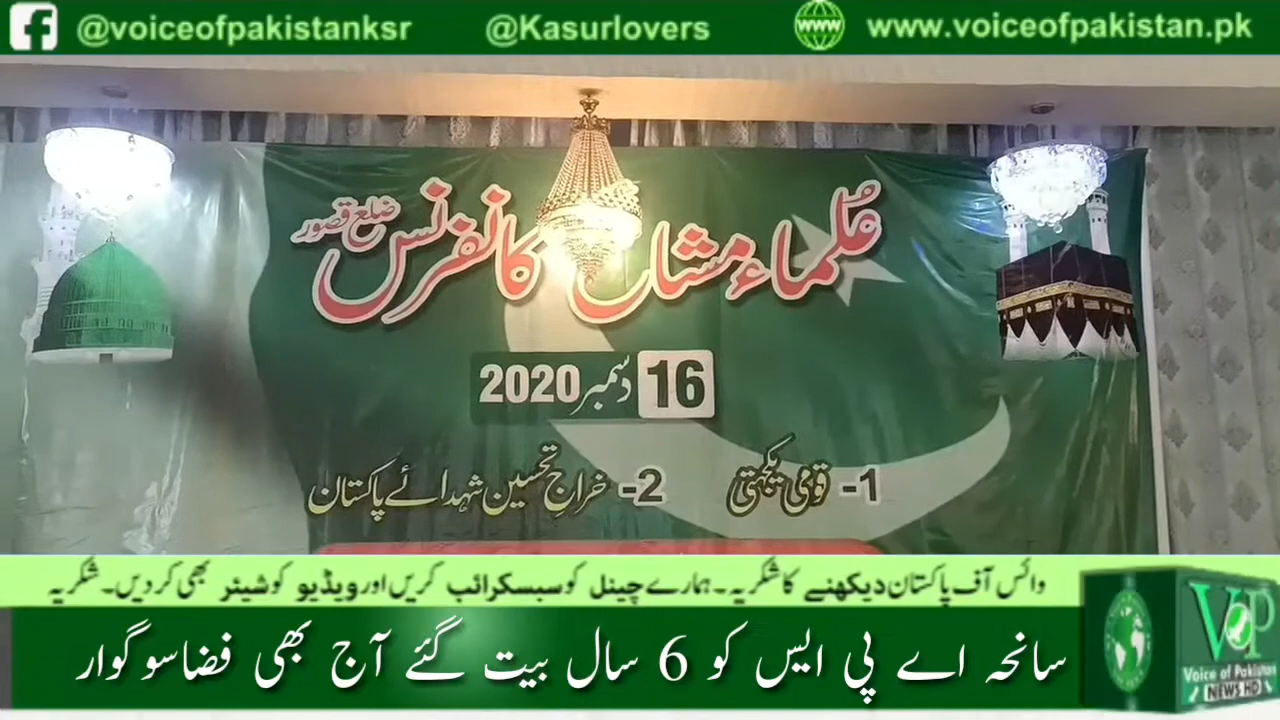 @voiceofpakistanksr @Kasurlovers www.voiceofpakistan.pk
عُلماء مشائخ کانفرنس ضلع قصور
16 دسمبر 2020
1- قومی یکجہتی 2- خراجِ تحسین شہدائے پاکستان
وائس آف پاکستان دیکھنے کا شکریہ۔ہمارے چینل کو سبسکرائب کریں اور ویڈیو کو شیئر بھی کر دیں۔ شکریہ
سانحہ اے پی ایس کو 6 سال بیت گئے آج بھی فضا سوگوار
VoP
Voice of Pakistan
NEWS HD